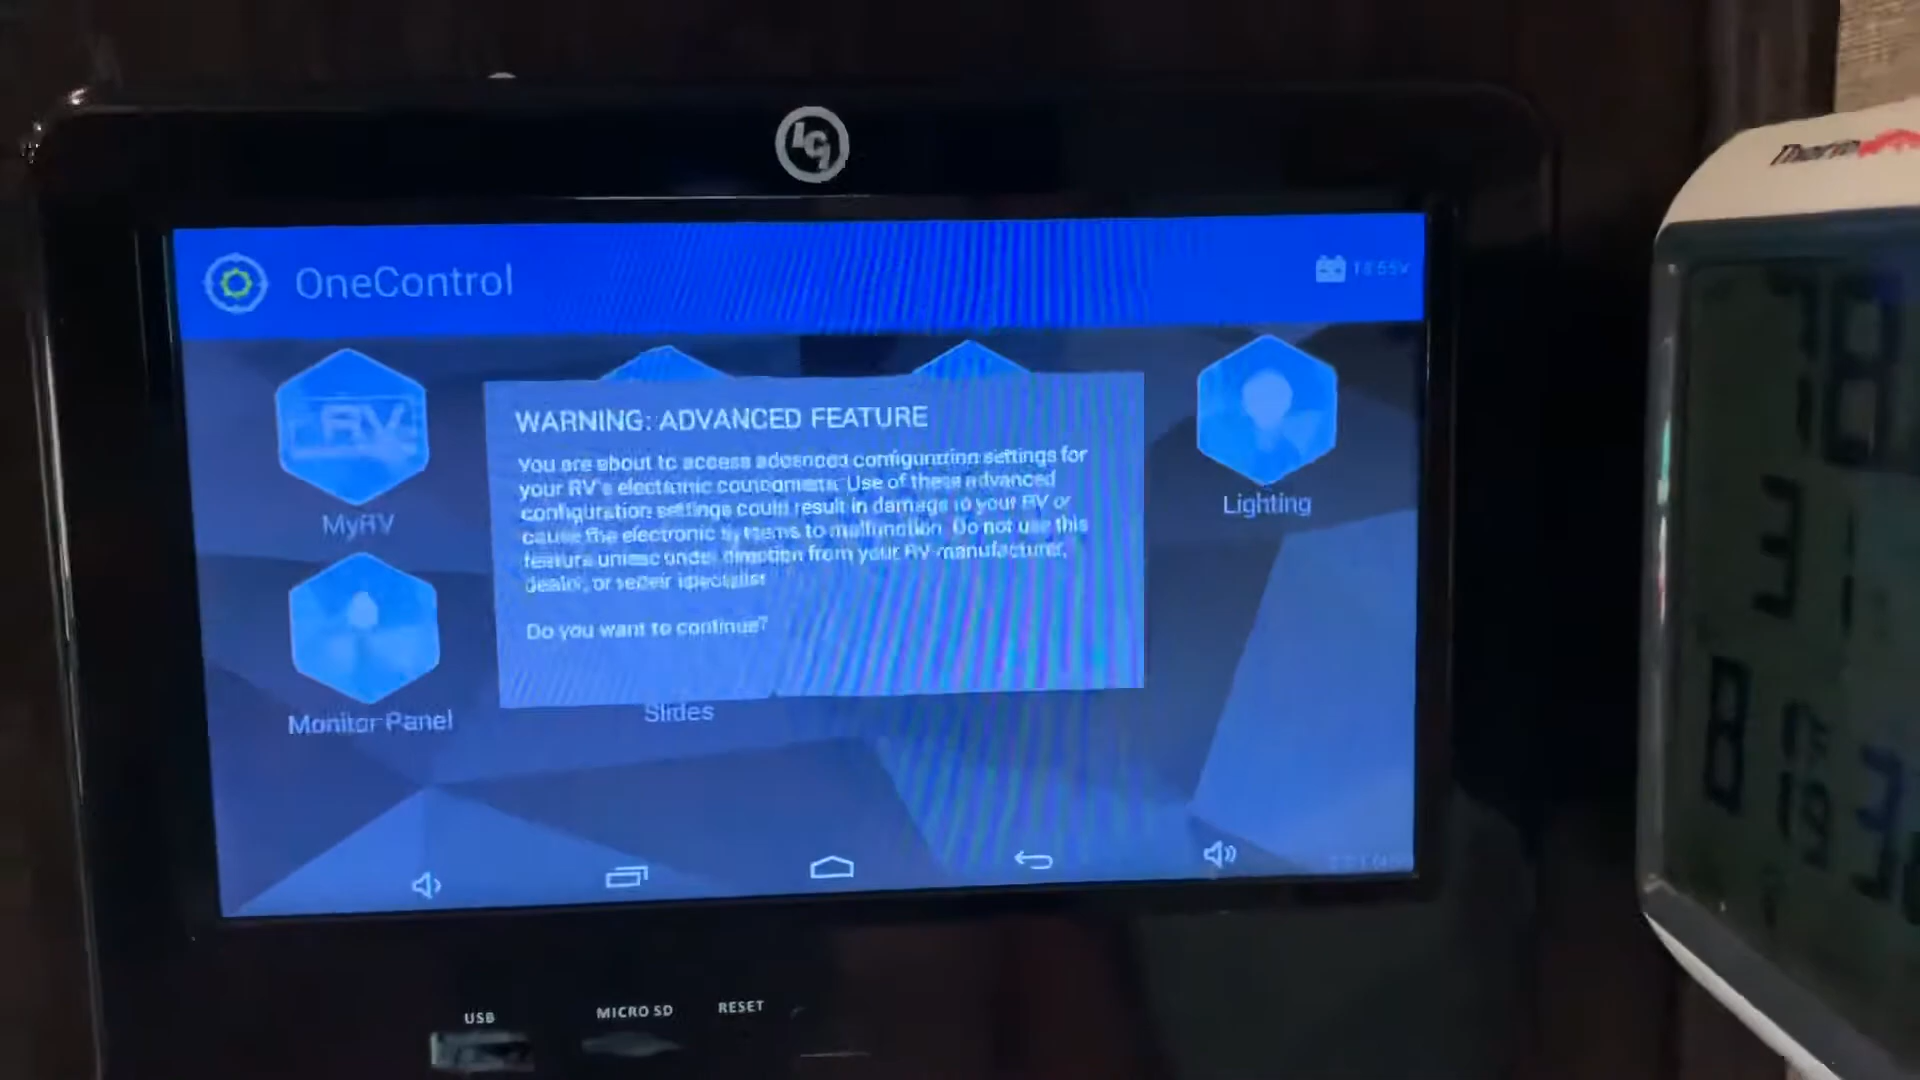 LCI
OneControl
WARNING: ADVANCED FEATURE
You are about to access advanced configuration settings for
your RV's electronic components. Use of these advanced
configuration settings could result in damage to your RV or
cause the electronic systems to malfunction. Do not use this
feature unless under direction from your RV manufacturer,
dealer, or repair specialist
Do you want to continue?
MyRV
Lighting
Monitor Panel
Slides
USB
MICRO SD
RESET